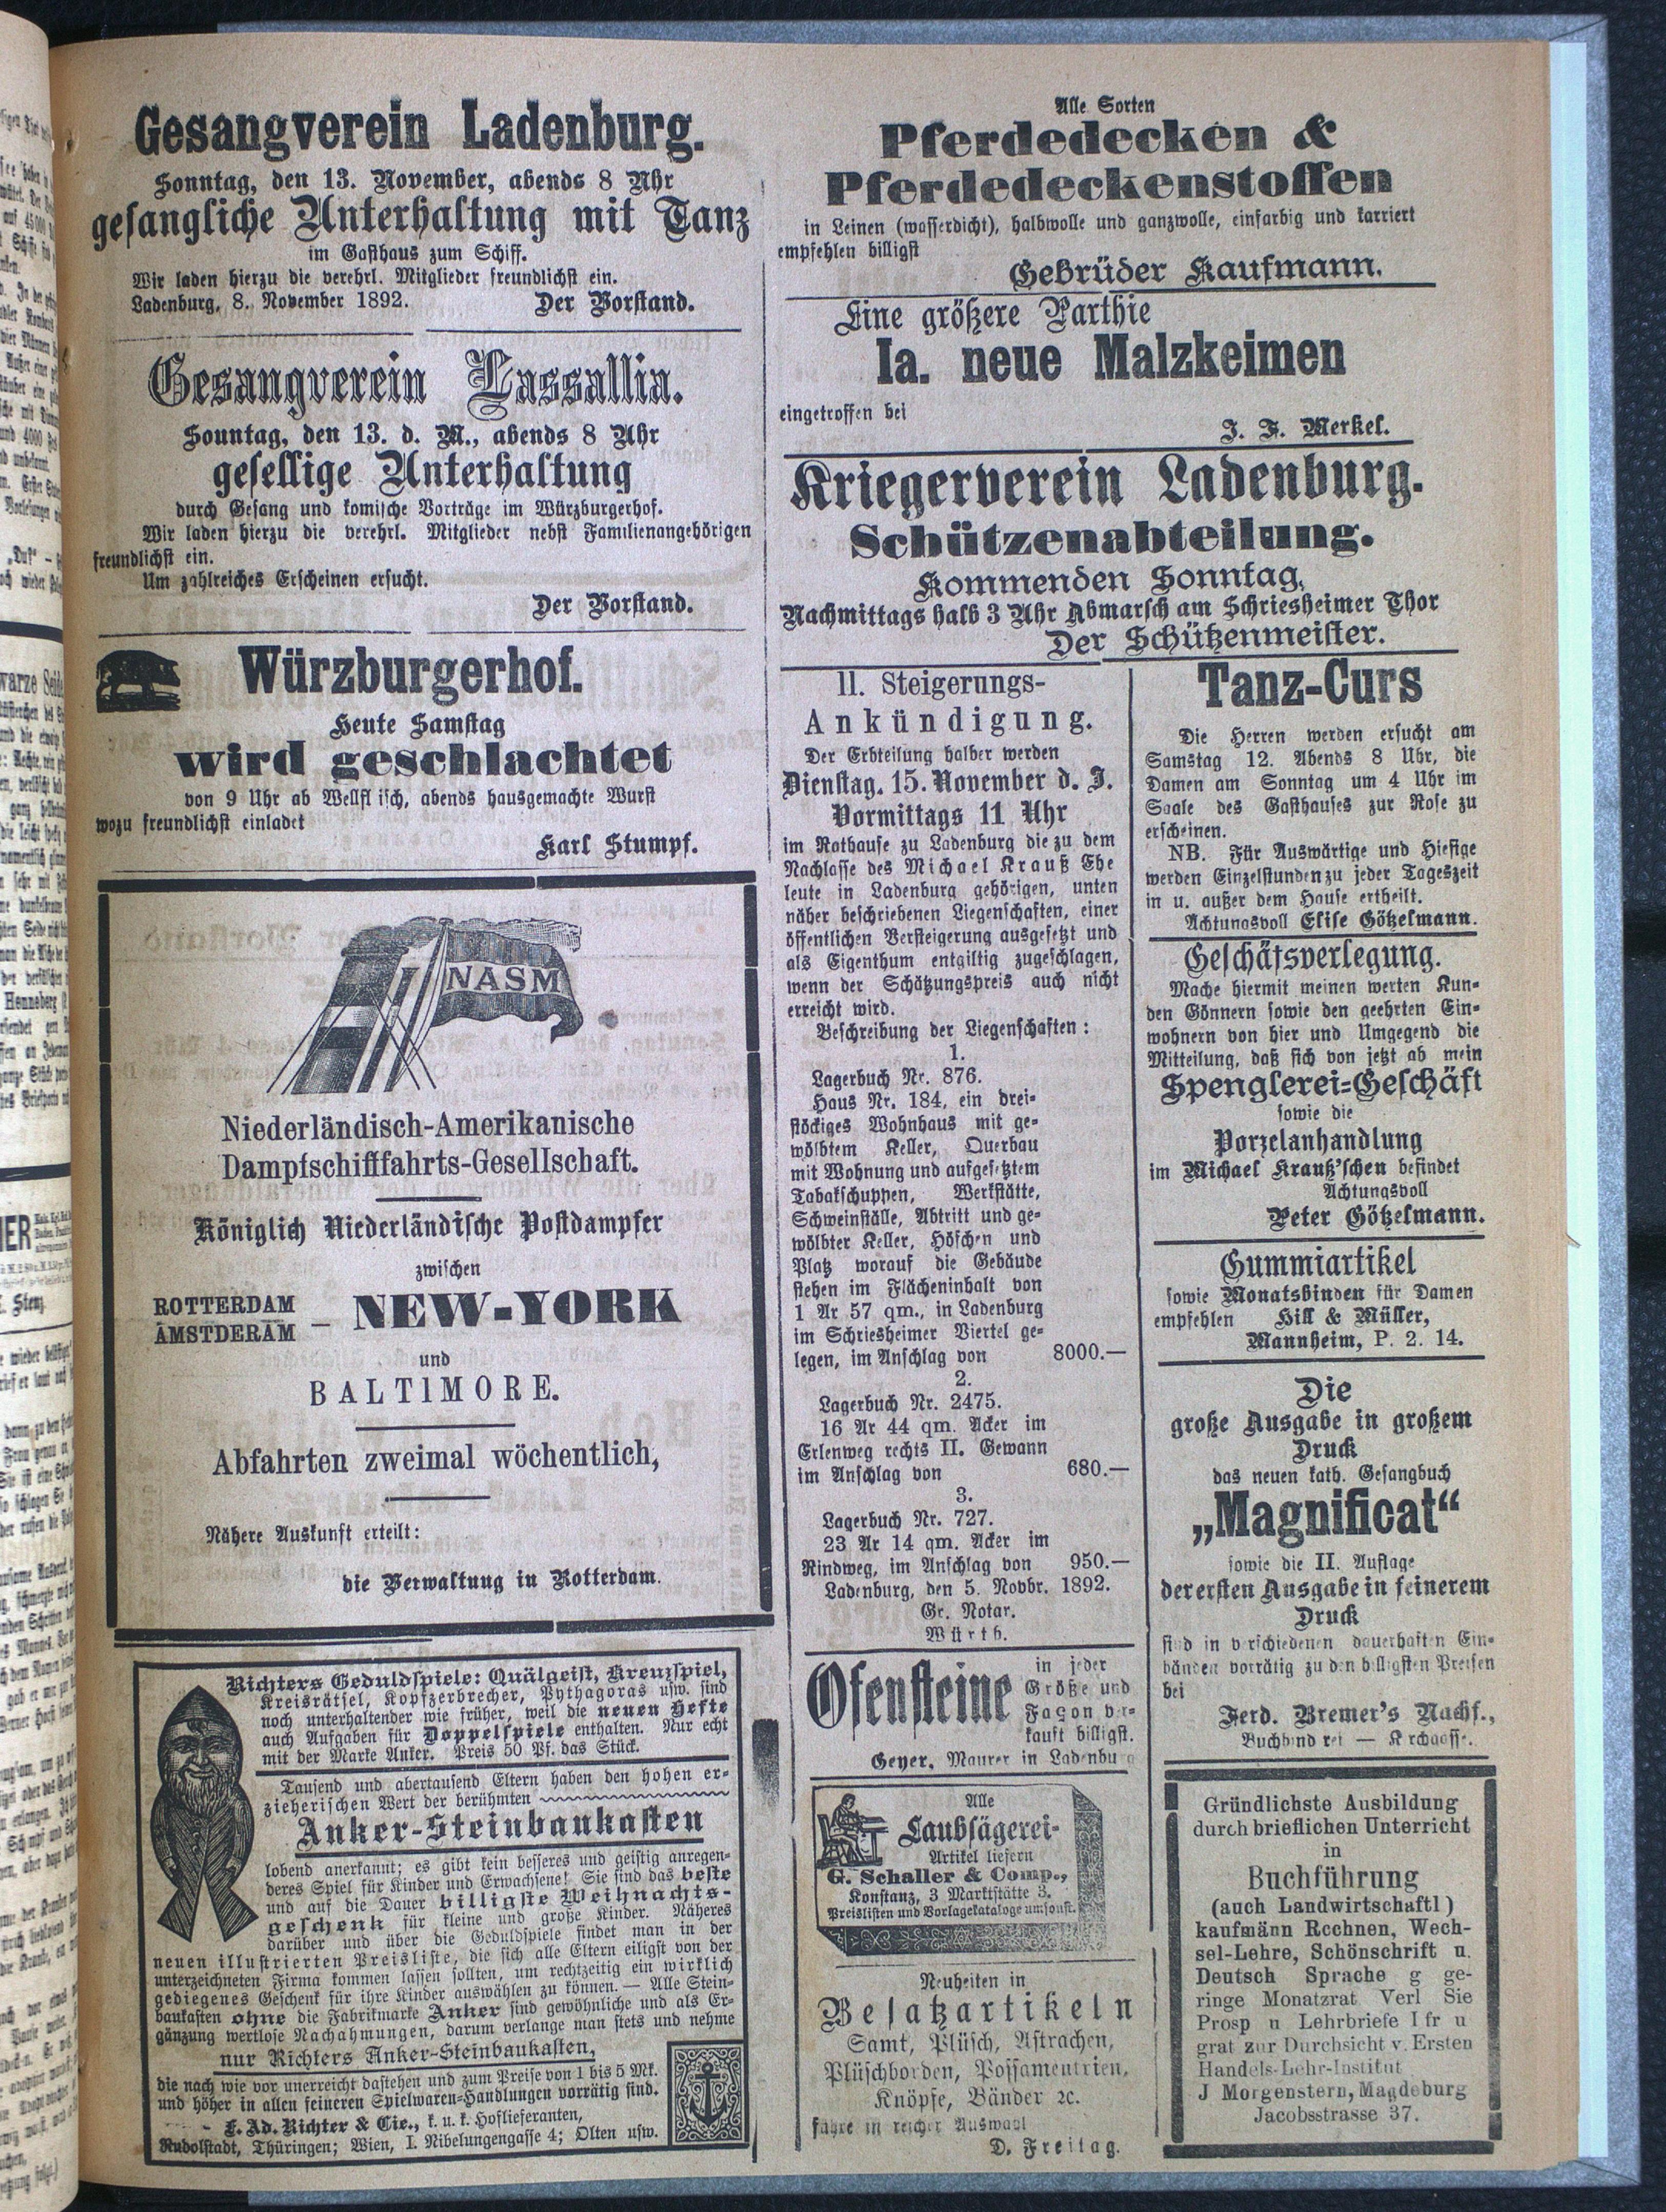 Gesangverein Ladenburg.
Sonntag, den 13. November, abends 8 Uhr
gesangliche Unterhaltung mit Tanz
im Gasthaus zum Schiff.
Wir laden hierzu die verehrl. Mitglieder freundlichst ein.
Ladenburg, 8. November 1892. Der Vorstand.
Gesangverein Lassallia.
Sonntag, den 13. d. M., abends 8 Uhr
gesellige Unterhaltung
durch Gesang und komische Vorträge im Würzburgerhof.
Wir laden hierzu die verehrl. Mitglieder nebst Familienangehörigen
freundlichst ein.
Um zahlreiches Erscheinen ersucht.
Der Vorstand.
Würzburgerhof.
Heute Samstag
wird geschlachtet
von 9 Uhr ab Wellfl isch, abends hausgemachte Wurst
wozu freundlichst einladet
Karl Stumpf.
NASM
Niederländisch-Amerikanische
Dampfschifffahrts-Gesellschaft.
Königlich Niederländische Postdampfer
zwischen
ROTTERDAM
AMSTDERAM – NEW-YORK
und
BALTIMORE.
Abfahrten zweimal wöchentlich,
Nähere Auskunft erteilt:
die Verwaltung in Rotterdam.
Richters Geduldspiele: Quälgeist, Kreuzspiel,
Kreisrätsel, Kopfzerbrecher, Pythagoras usw. sind
noch unterhaltender wie früher, weil die neuen Hefte
auch Aufgaben für Doppelspiele enthalten. Nur echt
mit der Marke Anker. Preis 50 Pf. das Stück.
Tausend und abertausend Eltern haben den hohen er-
zieherischen Wert der berühmten
Anker-Steinbaukasten
lobend anerkannt; es gibt kein besseres und geistig anregen-
deres Spiel für Kinder und Erwachsene! Sie sind das beste
und auf die Dauer billigste Weihnachts-
geschenk für kleine und große Kinder. Näheres
darüber und über die Geduldspiele findet man in der
neuen illustrierten Preisliste, die sich alle Eltern eiligst von der
unterzeichneten Firma kommen lassen sollten, um rechtzeitig ein wirklich
gediegenes Geschenk für ihre Kinder auswählen zu können. — Alle Stein-
baukasten ohne die Fabrikmarke Anker sind gewöhnliche und als Er-
gänzung wertlose Nachahmungen, darum verlange man stets und nehme
nur Richters Anker-Steinbaukasten,
die nach wie vor unerreicht dastehen und zum Preise von 1 bis 5 Mk.
und höher in allen feineren Spielwaren-Handlungen vorrätig sind.
F. Ad. Richter & Cie., k. u. k. Hoflieferanten,
Rudolstadt, Thüringen; Wien, I. Nibelungengasse 4; Olten usw.
Alle Sorten
Pferdedecken &
Pferdedeckenstoffen
in Leinen (wasserdicht), halbwolle und ganzwolle, einfarbig und karriert
empfehlen billigst
Gebrüder Kaufmann.
Eine größere Parthie
Ia. neue Malzkeimen
eingetroffen bei
J. F. Merkel.
Kriegerverein Ladenburg.
Schützenabteilung.
Kommenden Sonntag,
Nachmittags halb 3 Uhr Abmarsch am Schriesheimer Thor
Der Schützenmeister.
II. Steigerungs-
Ankündigung.
Der Erbteilung halber werden
Dienstag. 15. November d. J.
Vormittags 11 Uhr
im Rathause zu Ladenburg die zu dem
Nachlasse des Michael Krauß Ehe
leute in Ladenburg gehörigen, unten
näher beschriebenen Liegenschaften, einer
öffentlichen Versteigerung ausgesetzt und
als Eigenthum entgiltig zugeschlagen,
wenn der Schätzungspreis auch nicht
erreicht wird.
Beschreibung der Liegenschaften:
1.
Lagerbuch Nr. 876.
Haus Nr. 184, ein drei-
stöckiges Wohnhaus mit ge-
wölbtem Keller, Querbau
mit Wohnung und aufgesetztem
Tabakschuppen, Werkstätte,
Schweinställe, Abtritt und ge-
wölbter Keller, Höfchen und
Platz worauf die Gebäude
stehen im Flächeninhalt von
1 Ar 57 qm., in Ladenburg
im Schriesheimer Viertel ge-
legen, im Anschlag von 8000.—
2.
Lagerbuch Nr. 2475.
16 Ar 44 qm. Acker im
Erlenweg rechts II. Gewann
im Anschlag von 680.—
3.
Lagerbuch Nr. 727.
23 Ar 14 qm. Acker im
Rindweg, im Anschlag von 950.—
Ladenburg, den 5. Novbr. 1892.
Gr. Notar.
Würth.
Ofensteine in jeder
Größe und
Façon ver-
kauft billigst.
Geyer, Maurer in Ladenburg
Alle
Laubsägerei-
Artikel liefern
G. Schaller & Comp.,
Konstanz, 3 Marktstätte 3.
Preislisten und Vorlagekataloge umsonst.
Neuheiten in
Besatzartikeln
Samt, Plüsch, Astrachen,
Plüschborden, Possamentrien,
Knöpfe, Bänder ec.
führe in reicher Auswahl
D. Freitag.
Tanz-Curs
Die Herren werden ersucht am
Samstag 12. Abends 8 Uhr, die
Damen am Sonntag um 4 Uhr im
Saale des Gasthauses zur Rose zu
erscheinen.
NB. Für Auswärtige und Hiesige
werden Einzelstunden zu jeder Tageszeit
in u. außer dem Hause ertheilt.
Achtungsvoll Elise Götzelmann.
Geschäfsverlegung.
Mache hiermit meinen werten Kun-
den Gönnern sowie den geehrten Ein-
wohnern von hier und Umgegend die
Mitteilung, daß sich von jetzt ab mein
Spenglerei=Geschäft
sowie die
Porzelanhandlung
im Michael Krauß'schen befindet
Achtungsvoll
Peter Götzelmann.
Gummiartikel
sowie Monatsbinden für Damen
empfehlen Hill & Müller,
Mannheim, P. 2. 14.
Die
große Ausgabe in großem
Druck
das neuen kath. Gesangbuch
„Magnificat“
sowie die II. Auflage
der ersten Ausgabe in feinerem
Druck
sind in verschiedenen dauerhaften Ein-
bänden vorrätig zu den billigsten Preisen
bei
Ferd. Bremer's Nachf.,
Buchbind rei — K rchgasse.
Gründlichste Ausbildung
durch brieflichen Unterricht
in
Buchführung
(auch Landwirtschaftl)
kaufmänn Rechnen, Wech-
sel-Lehre, Schönschrift u.
Deutsch Sprache g ge-
ringe Monatzrat Verl Sie
Prosp u Lehrbriefe I fr u
grat zur Durchsicht v. Ersten
Handels-Lehr-Institut
J Morgenstern, Magdeburg
Jacobsstrasse 37.